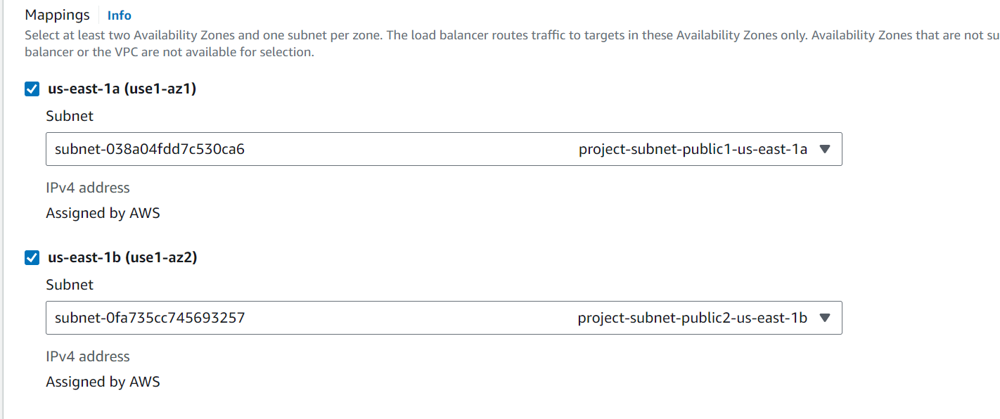 Mappings Info
Select at least two Availability Zones and one subnet per zone. The load balancer routes traffic to targets in these Availability Zones only. Availability Zones that are not su
balancer or the VPC are not available for selection.
us-east-1a (use1-az1)
Subnet
subnet-038a04fdd7c530ca6 project-subnet-public1-us-east-1a
IPv4 address
Assigned by AWS
us-east-1b (use1-az2)
Subnet
subnet-0fa735cc745693257 project-subnet-public2-us-east-1b
IPv4 address
Assigned by AWS